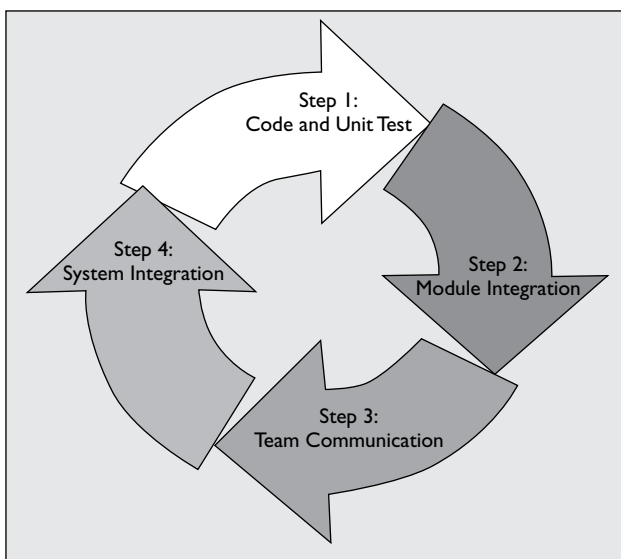 Step 1:
Code and Unit Test
Step 2:
Module Integration
Step 3:
Team Communication
Step 4:
System Integration